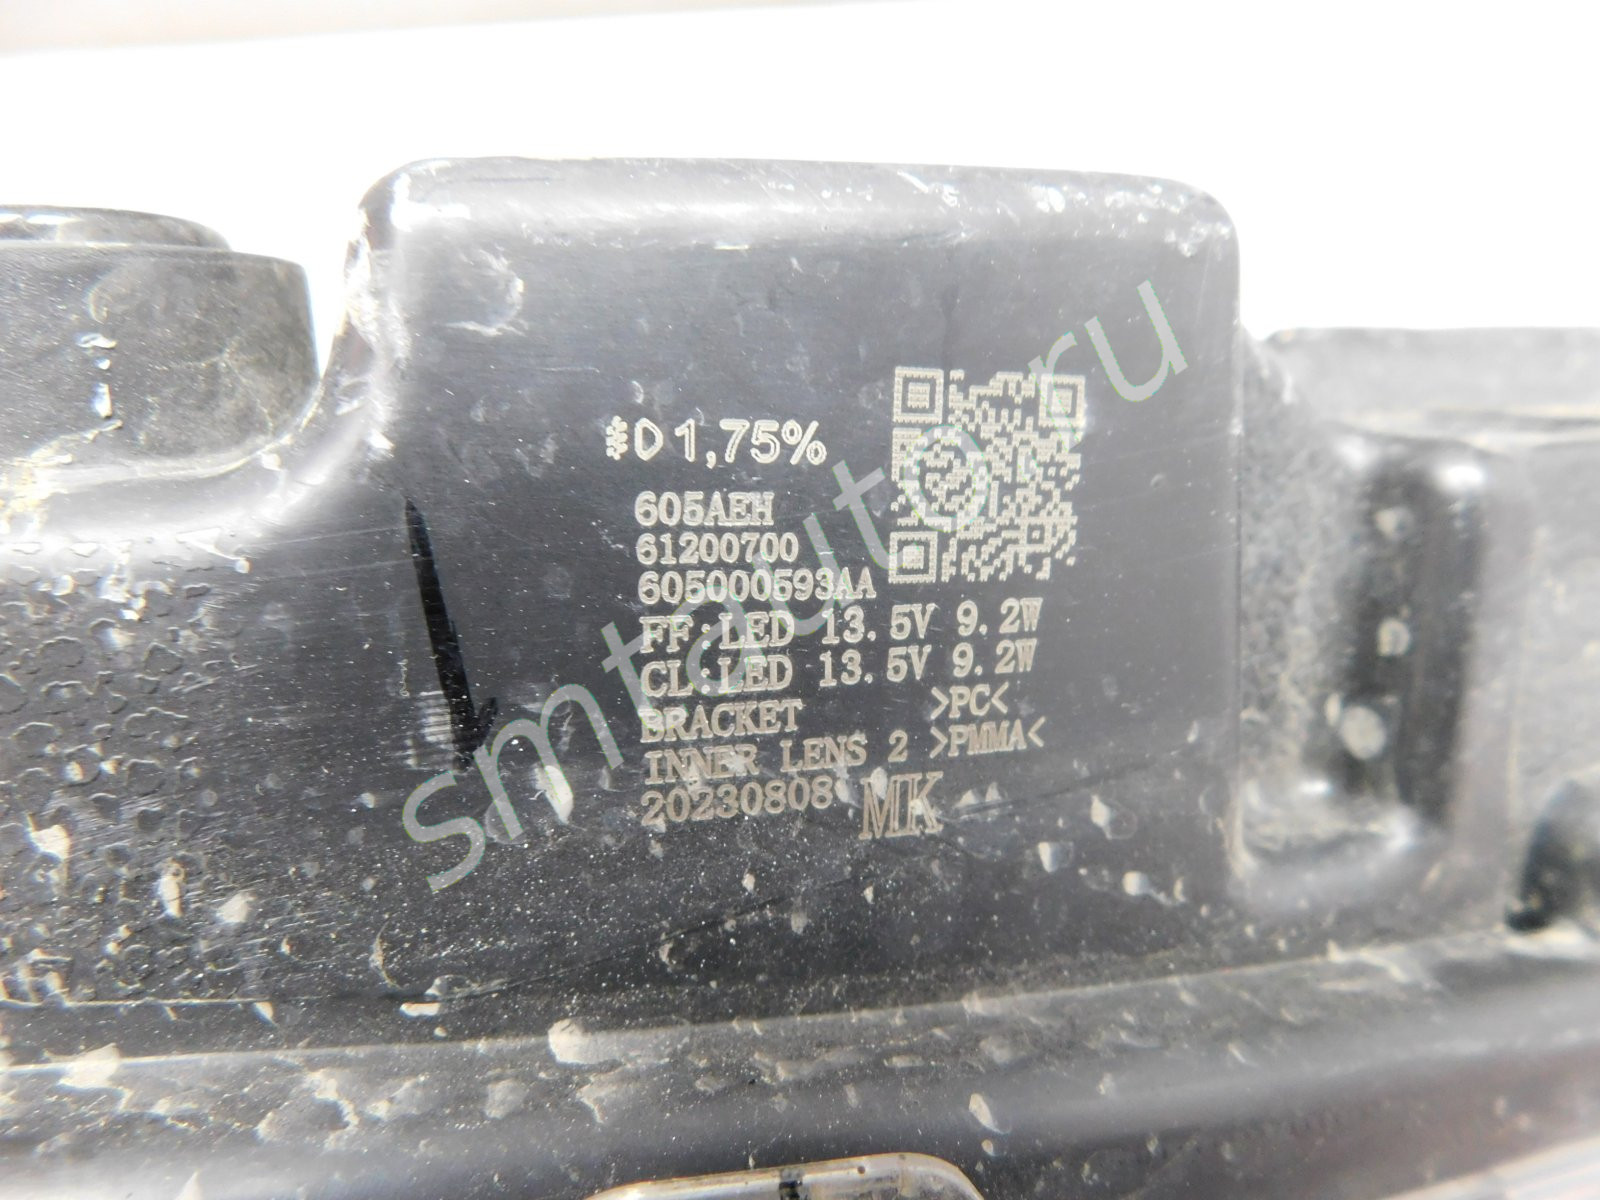 D 1,75%
605AEH
61200700
605000593AA
FF:LED 13.5V 9.2W
CL:LED 13.5V 9.2W
BRACKET >PC<
INNER LENS 2 >PMMA<
20230808 MK
smtauto.ru